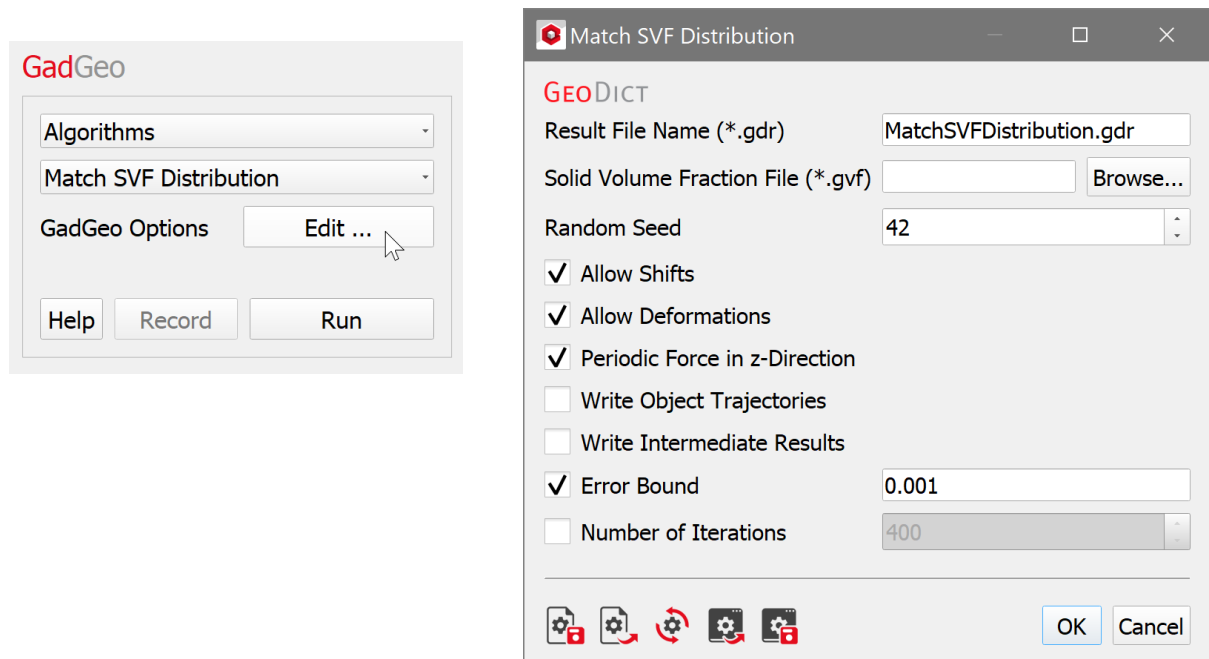 GadGeo
Algorithms
Match SVF Distribution
GadGeo Options
Edit ...
Help
Record
Run
Match SVF Distribution
GEODICT
Result File Name (*.gdr)
MatchSVFDistribution.gdr
Solid Volume Fraction File (*.gvf)
Browse...
Random Seed
42
Allow Shifts
Allow Deformations
Periodic Force in z-Direction
Write Object Trajectories
Write Intermediate Results
Error Bound
0.001
Number of Iterations
400
OK
Cancel